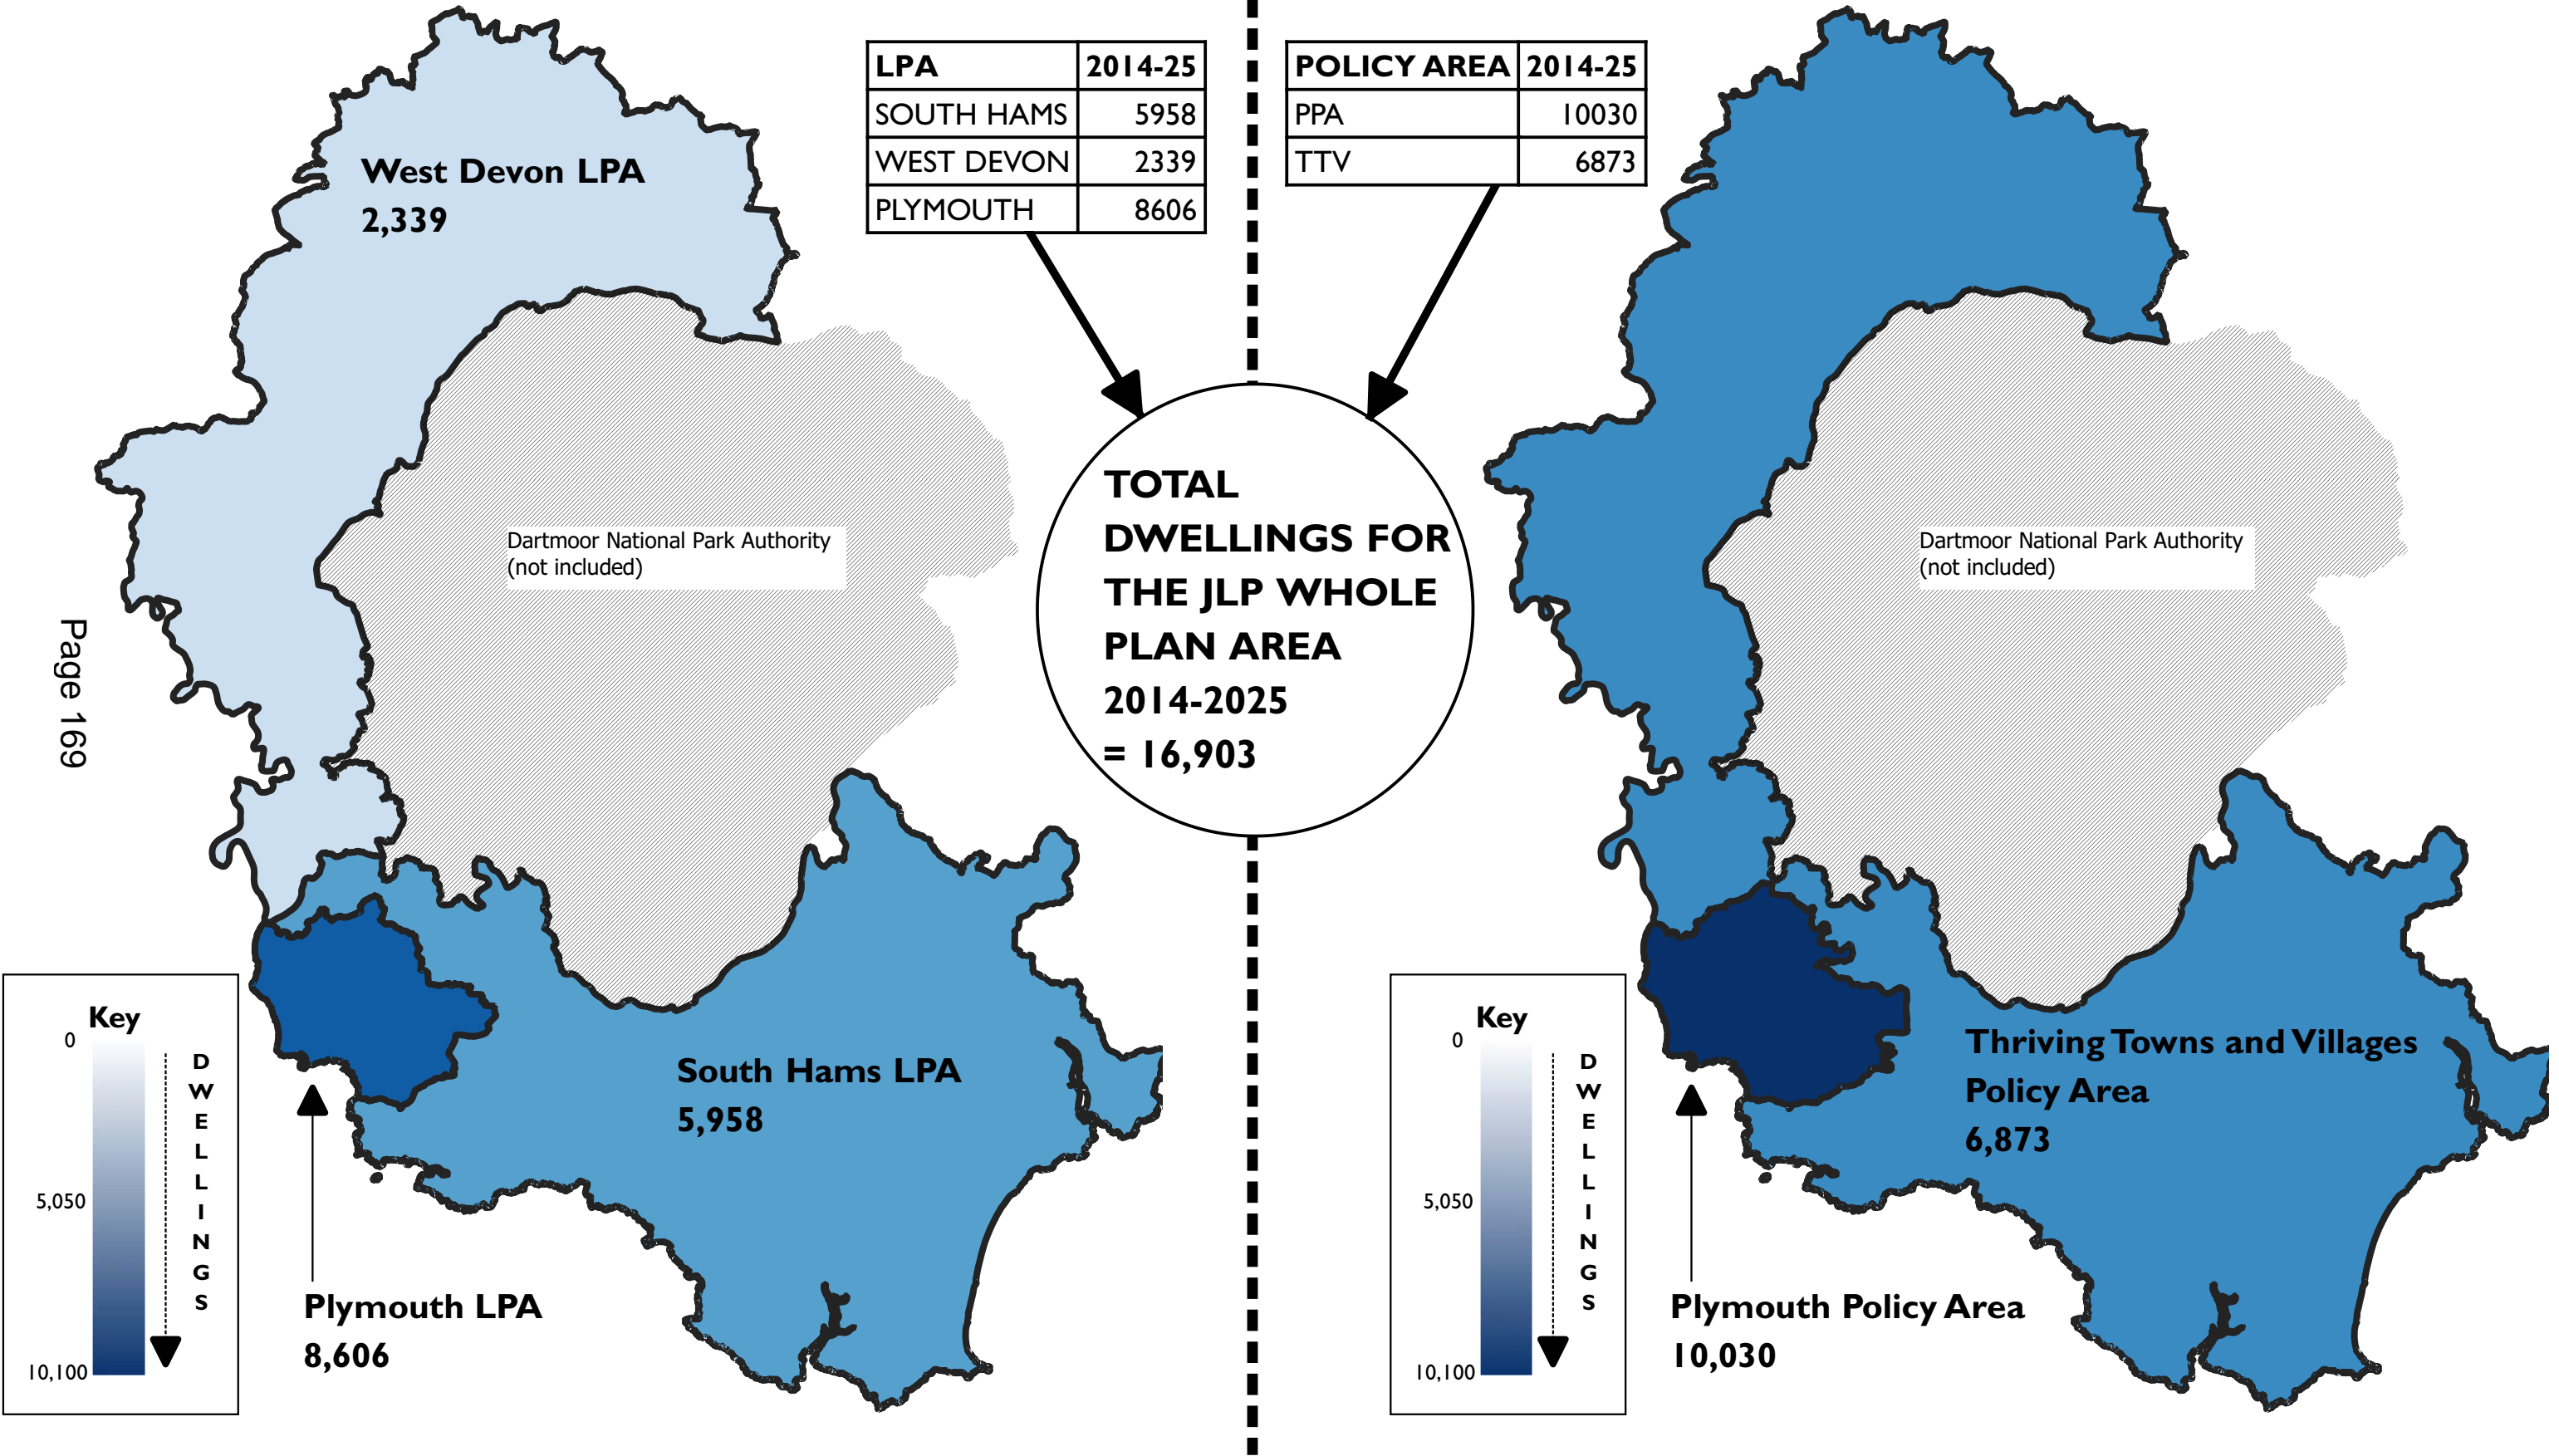 LPA 2014-25
SOUTH HAMS 5958
WEST DEVON 2339
PLYMOUTH 8606
POLICY AREA 2014-25
PPA 10030
TTV 6873
West Devon LPA
2,339
Dartmoor National Park Authority
(not included)
TOTAL
DWELLINGS FOR
THE JLP WHOLE
PLAN AREA
2014-2025
= 16,903
Dartmoor National Park Authority
(not included)
Page 169
South Hams LPA
5,958
Plymouth LPA
8,606
Key
0
5,050
10,100
DWELLINGS
Thriving Towns and Villages
Policy Area
6,873
Plymouth Policy Area
10,030
Key
0
5,050
10,100
DWELLINGS